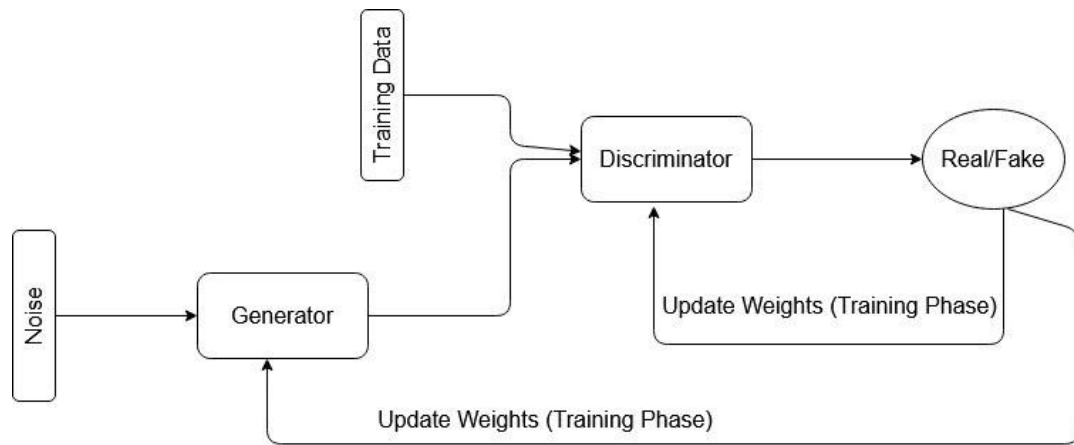 Training Data
Discriminator
Real/Fake
Noise
Generator
Update Weights (Training Phase)
Update Weights (Training Phase)